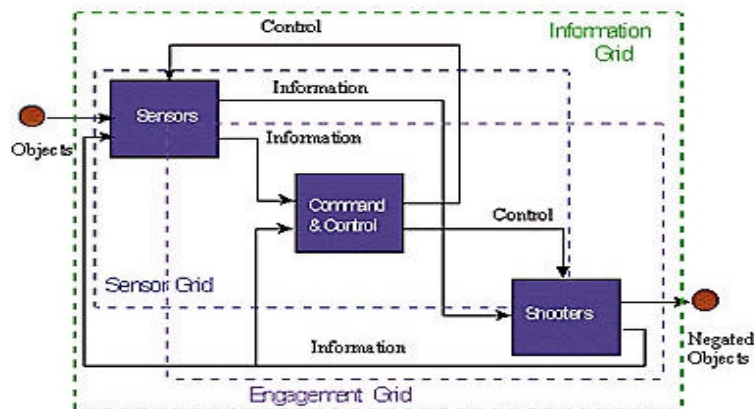 Control
Information
Grid
Sensors
Information
Objects
Information
Command
& Control
Control
Sensor Grid
Shooters
Information
Negated
Objects
Engagement Grid